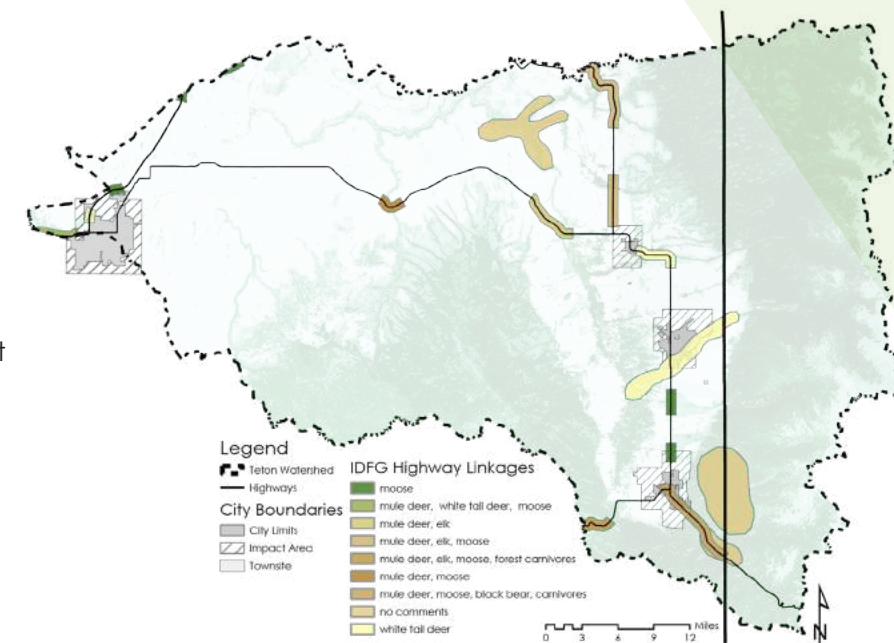 t
Legend
Teton Watershed
Highways
City Boundaries
City Limits
Impact Area
Townsite
IDFG Highway Linkages
moose
mule deer, white tail deer, moose
mule deer, elk
mule deer, elk, moose
mule deer, elk, moose, forest carnivores
mule deer, moose
mule deer, moose, black bear, carnivores
no comments
white tail deer
Miles
0 3 6 9 12
N